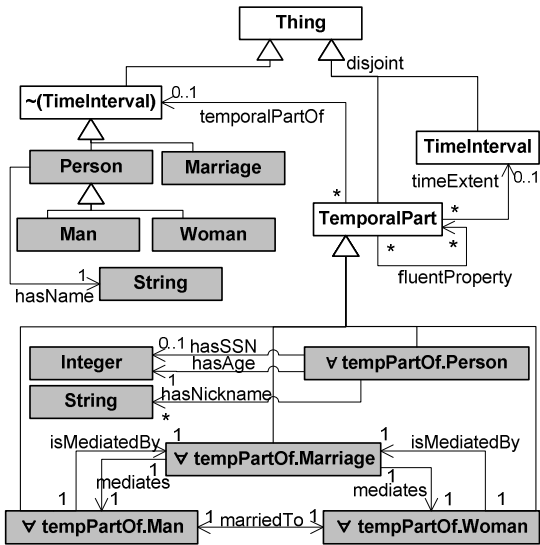 Thing
disjoint
~(TimeInterval)
0..1
temporalPartOf
TimeInterval
Person
Marriage
timeExtent
0..1
*
*
TemporalPart
Man
Woman
*
*
fluentProperty
1
String
hasName
0..1
hasSSN
Integer
hasAge
∀ tempPartOf.Person
1
String
hasNickname
*
isMediatedBy
1
1
isMediatedBy
∀ tempPartOf.Marriage
mediates
1
1
mediates
1
1
1
1
∀ tempPartOf.Man
1
marriedTo
1
∀ tempPartOf.Woman